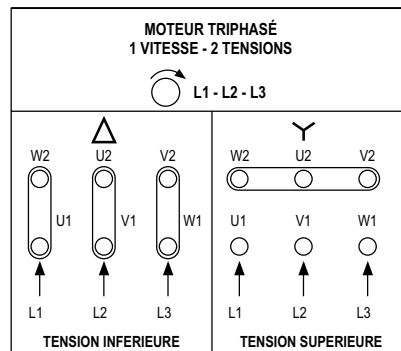 MOTEUR TRIPHASÉ
1 VITESSE - 2 TENSIONS
L1 - L2 - L3
W2 U2 V2
U1 V1 W1
L1 L2 L3
TENSION INFERIEURE
W2 U2 V2
U1 V1 W1
L1 L2 L3
TENSION SUPERIEURE